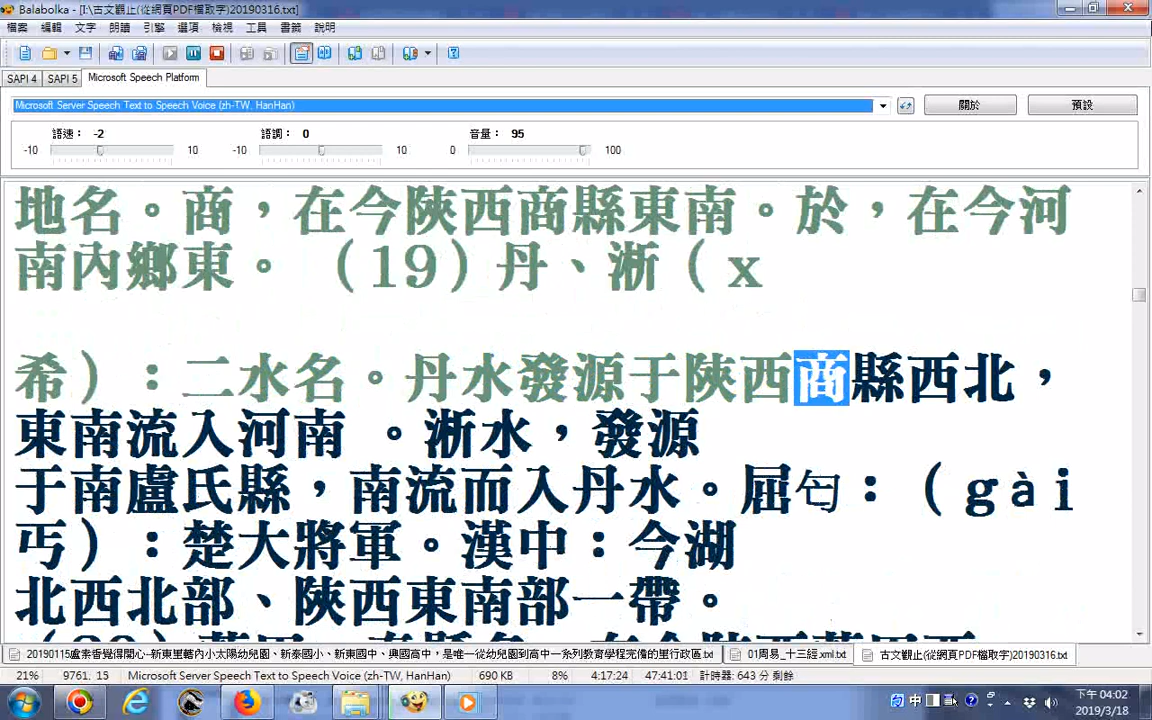 Balabolka - [I:\古文觀止(從網頁PDF檔取字)20190316.txt]
檔案 編輯 文字 朗讀 引擎 選項 檢視 工具 書籤 說明
SAPI 4 SAPI 5 Microsoft Speech Platform
Microsoft Server Speech Text to Speech Voice (zh-TW, HanHan)
關於 預設
語速： -2 語調： 0 音量： 95
-10 10 -10 10 0 100
地名。商，在今陝西商縣東南。於，在今河
南內鄉東。（19）丹、淅（x
希）：二水名。丹水發源于陝西商縣西北，
東南流入河南 。淅水，發源
于南盧氏縣，南流而入丹水。屈匄：（gài
丐）：楚大將軍。漢中：今湖
北西北部、陝西東南部一帶。
20190115盧素香覺得開心--新東里轄內小太陽幼兒園、新泰國小、新東國中、興國高中，是唯一從幼兒園到高中一系列教育學程完備的里行政區.txt 01周易_十三經.xml.txt 古文觀止(從網頁PDF檔取字)20190316.txt
21% 9761. 15 Microsoft Server Speech Text to Speech Voice (zh-TW, HanHan) 690 KB 8% 4:17:24 47:41:01 計時器: 643 分 剩餘
中 下午 04:02
2019/3/18